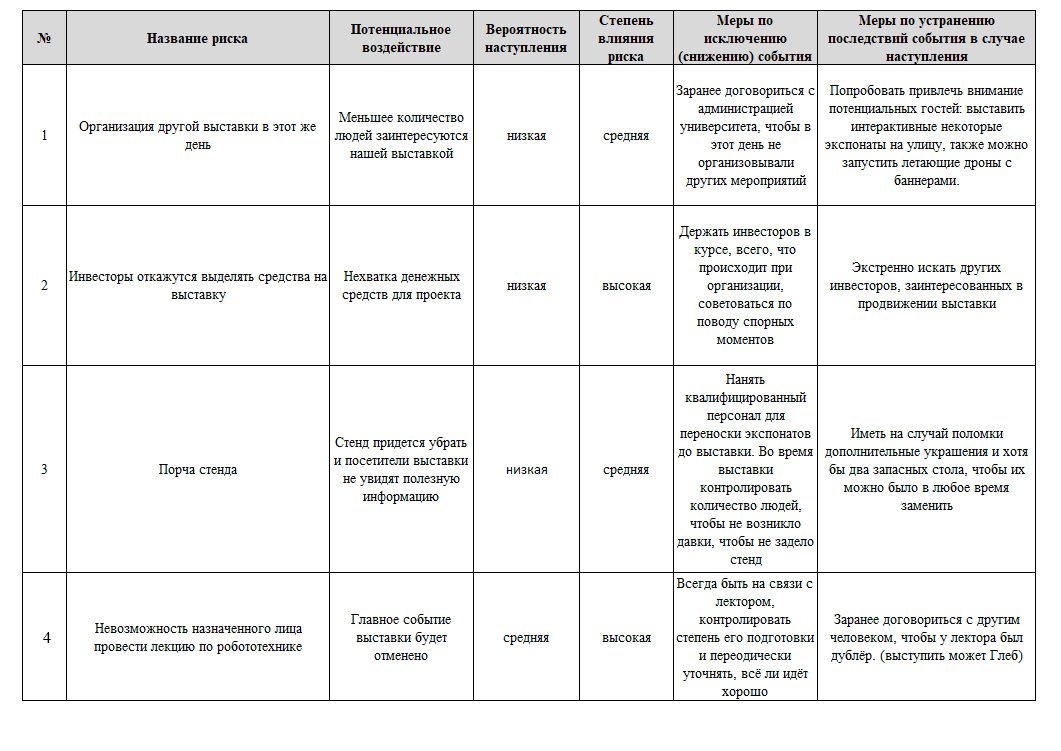 №
Название риска
Потенциальное
воздействие
Вероятность
наступления
Степень
влияния
риска
Меры по
исключению
(снижению) события
Меры по устранению
последствий события в случае
наступления
1
Организация другой выставки в этот же
день
Меньшее количество
людей заинтересуются
нашей выставкой
низкая
средняя
Заранее договориться с
администрацией
университета, чтобы в
этот день не
организовывали
других мероприятий
Попробовать привлечь внимание
потенциальных гостей: выставить
интерактивные некоторые
экспонаты на улицу, также можно
запустить летающие дроны с
баннерами.
2
Инвесторы откажутся выделять средства на
выставку
Нехватка денежных
средств для проекта
низкая
высокая
Держать инвесторов в
курсе, всего, что
происходит при
организации,
советоваться по
поводу спорных
моментов
Экстренно искать других
инвесторов, заинтересованных в
продвижении выставки
3
Порча стенда
Стенд придется убрать
и посетители выставки
не увидят полезную
информацию
низкая
средняя
Нанять
квалифицированный
персонал для
переноски экспонатов
до выставки. Во время
выставки
контролировать
количество людей,
чтобы не возникло
давки, чтобы не задело
стенд
Иметь на случай поломки
дополнительные украшения и хотя
бы два запасных стола, чтобы их
можно было в любое время
заменить
4
Невозможность назначенного лица
провести лекцию по робототехнике
Главное событие
выставки будет
отменено
средняя
высокая
Всегда быть на связи с
лектором,
контролировать
степень его подготовки
и переодически
уточнять, всё ли идёт
хорошо
Заранее договориться с другим
человеком, чтобы у лектора был
дублёр. (выступить может Глеб)